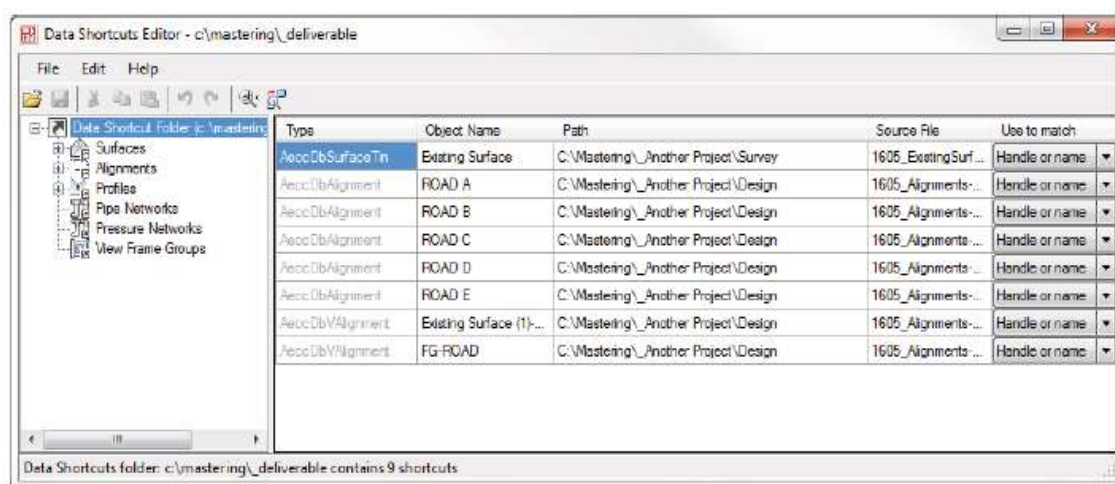 Data Shortcuts Editor - c:\mastering\_deliverable
File Edit Help
Data Shortcut Folder (c:\mastering
Surfaces
Alignments
Profiles
Pipe Networks
Pressure Networks
View Frame Groups
Type Object Name Path Source File Use to match
AeccDbSurfaceTin Existing Surface C:\Mastering\_Another Project\Survey 1605_ExistingSurf... Handle or name
AeccDbAlignment ROAD A C:\Mastering\_Another Project\Design 1605_Alignments-... Handle or name
AeccDbAlignment ROAD B C:\Mastering\_Another Project\Design 1605_Alignments-... Handle or name
AeccDbAlignment ROAD C C:\Mastering\_Another Project\Design 1605_Alignments-... Handle or name
AeccDbAlignment ROAD D C:\Mastering\_Another Project\Design 1605_Alignments-... Handle or name
AeccDbAlignment ROAD E C:\Mastering\_Another Project\Design 1605_Alignments-... Handle or name
AeccDbVAlignment Existing Surface (1)-... C:\Mastering\_Another Project\Design 1605_Alignments-... Handle or name
AeccDbVAlignment FG-ROAD C:\Mastering\_Another Project\Design 1605_Alignments-... Handle or name
Data Shortcuts folder: c:\mastering\_deliverable contains 9 shortcuts